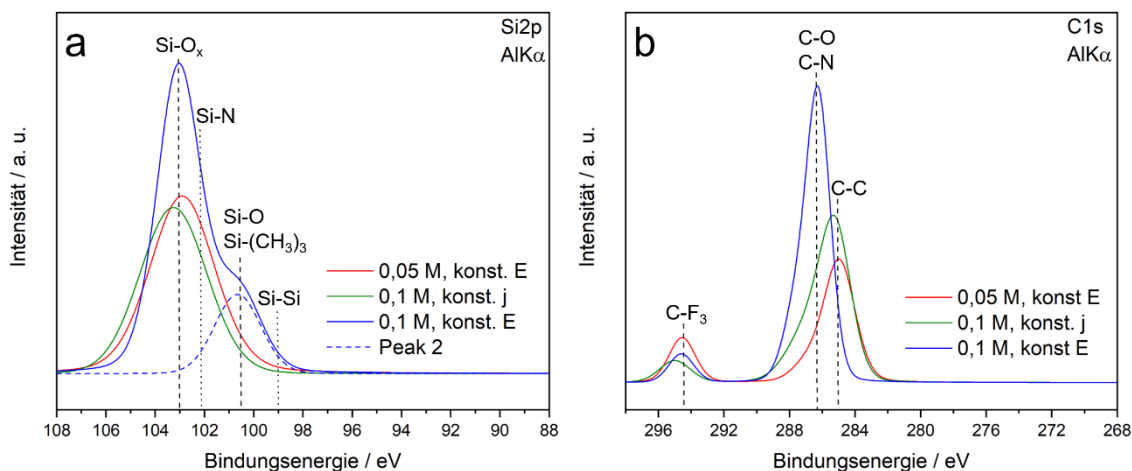 a
Si2p
AlKα
Si-Oₓ
Si-N
Si-O
Si-(CH₃)₃
Si-Si
0,05 M, konst. E
0,1 M, konst. j
0,1 M, konst. E
Peak 2
Intensität / a. u.
108 106 104 102 100 98 96 94 92 90 88
Bindungsenergie / eV
b
C1s
AlKα
C-O
C-N
C-C
C-F₃
0,05 M, konst E
0,1 M, konst. j
0,1 M, konst E
Intensität / a. u.
296 292 288 284 280 276 272 268
Bindungsenergie / eV